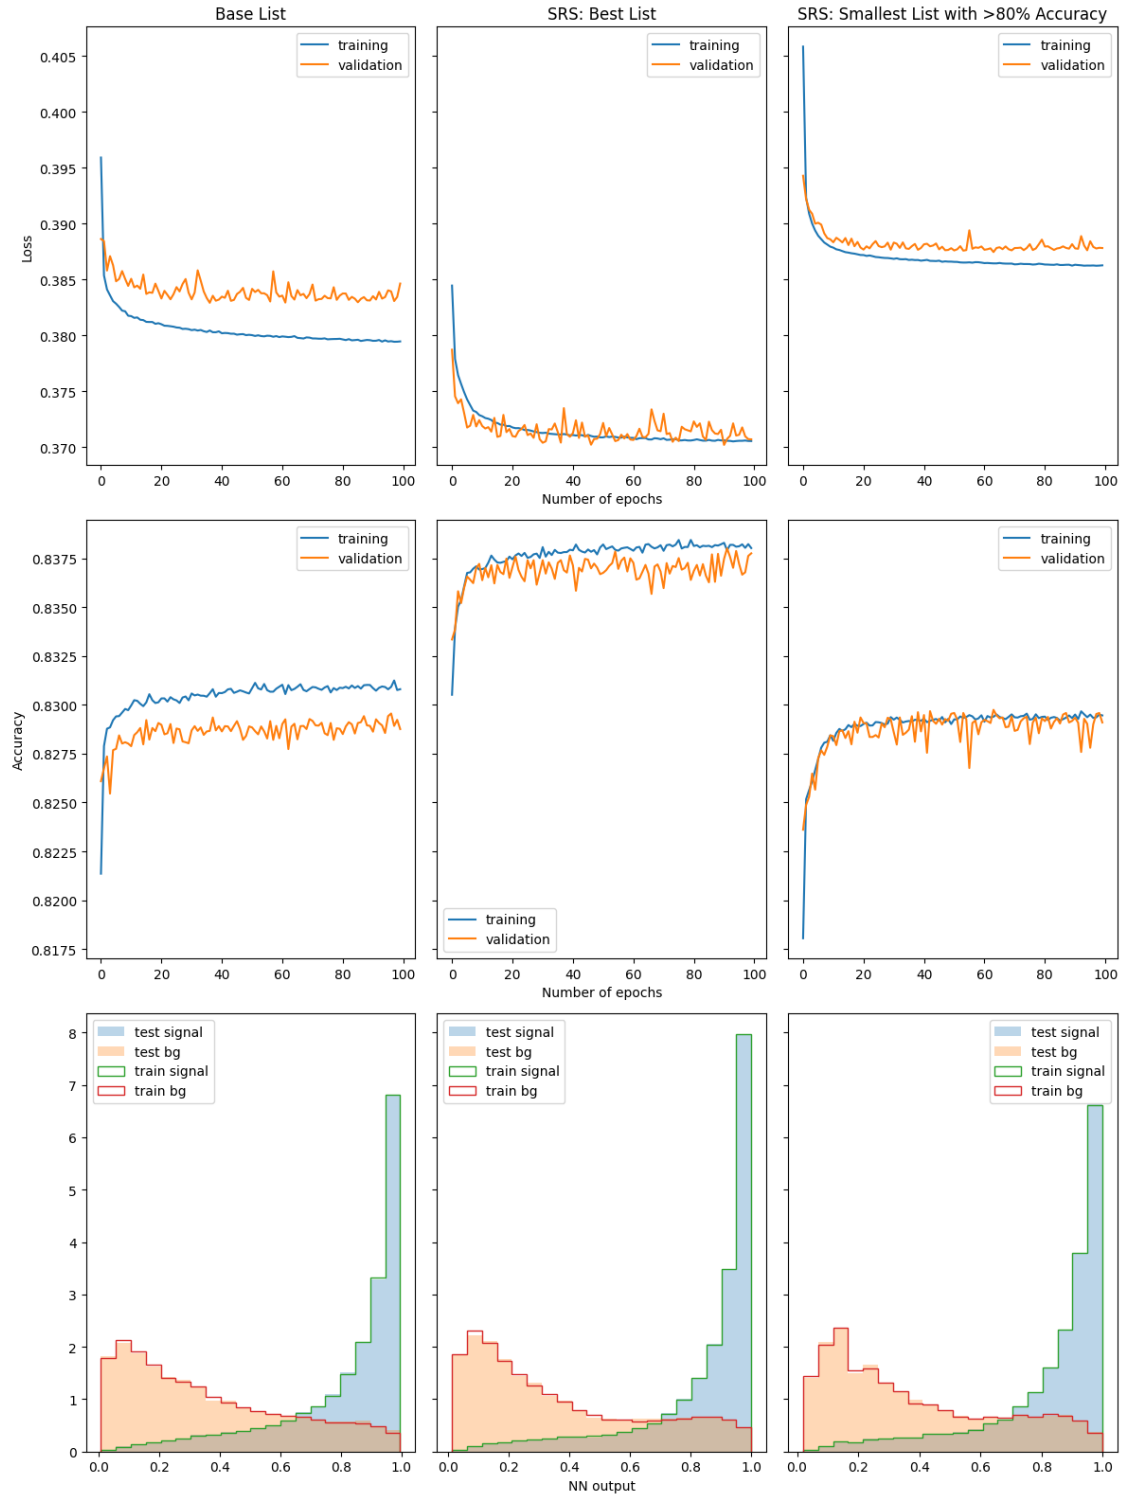 Base List
SRS: Best List
SRS: Smallest List with >80% Accuracy
training
validation
training
validation
training
validation
0.405
0.400
0.395
0.390
0.385
0.380
0.375
0.370
Loss
0 20 40 60 80 100
0 20 40 60 80 100
0 20 40 60 80 100
Number of epochs
training
validation
training
validation
training
validation
0.8375
0.8350
0.8325
0.8300
0.8275
0.8250
0.8225
0.8200
0.8175
Accuracy
0 20 40 60 80 100
0 20 40 60 80 100
0 20 40 60 80 100
Number of epochs
test signal
test bg
train signal
train bg
test signal
test bg
train signal
train bg
test signal
test bg
train signal
train bg
8
7
6
5
4
3
2
1
0
0.0 0.2 0.4 0.6 0.8 1.0
0.0 0.2 0.4 0.6 0.8 1.0
0.0 0.2 0.4 0.6 0.8 1.0
NN output